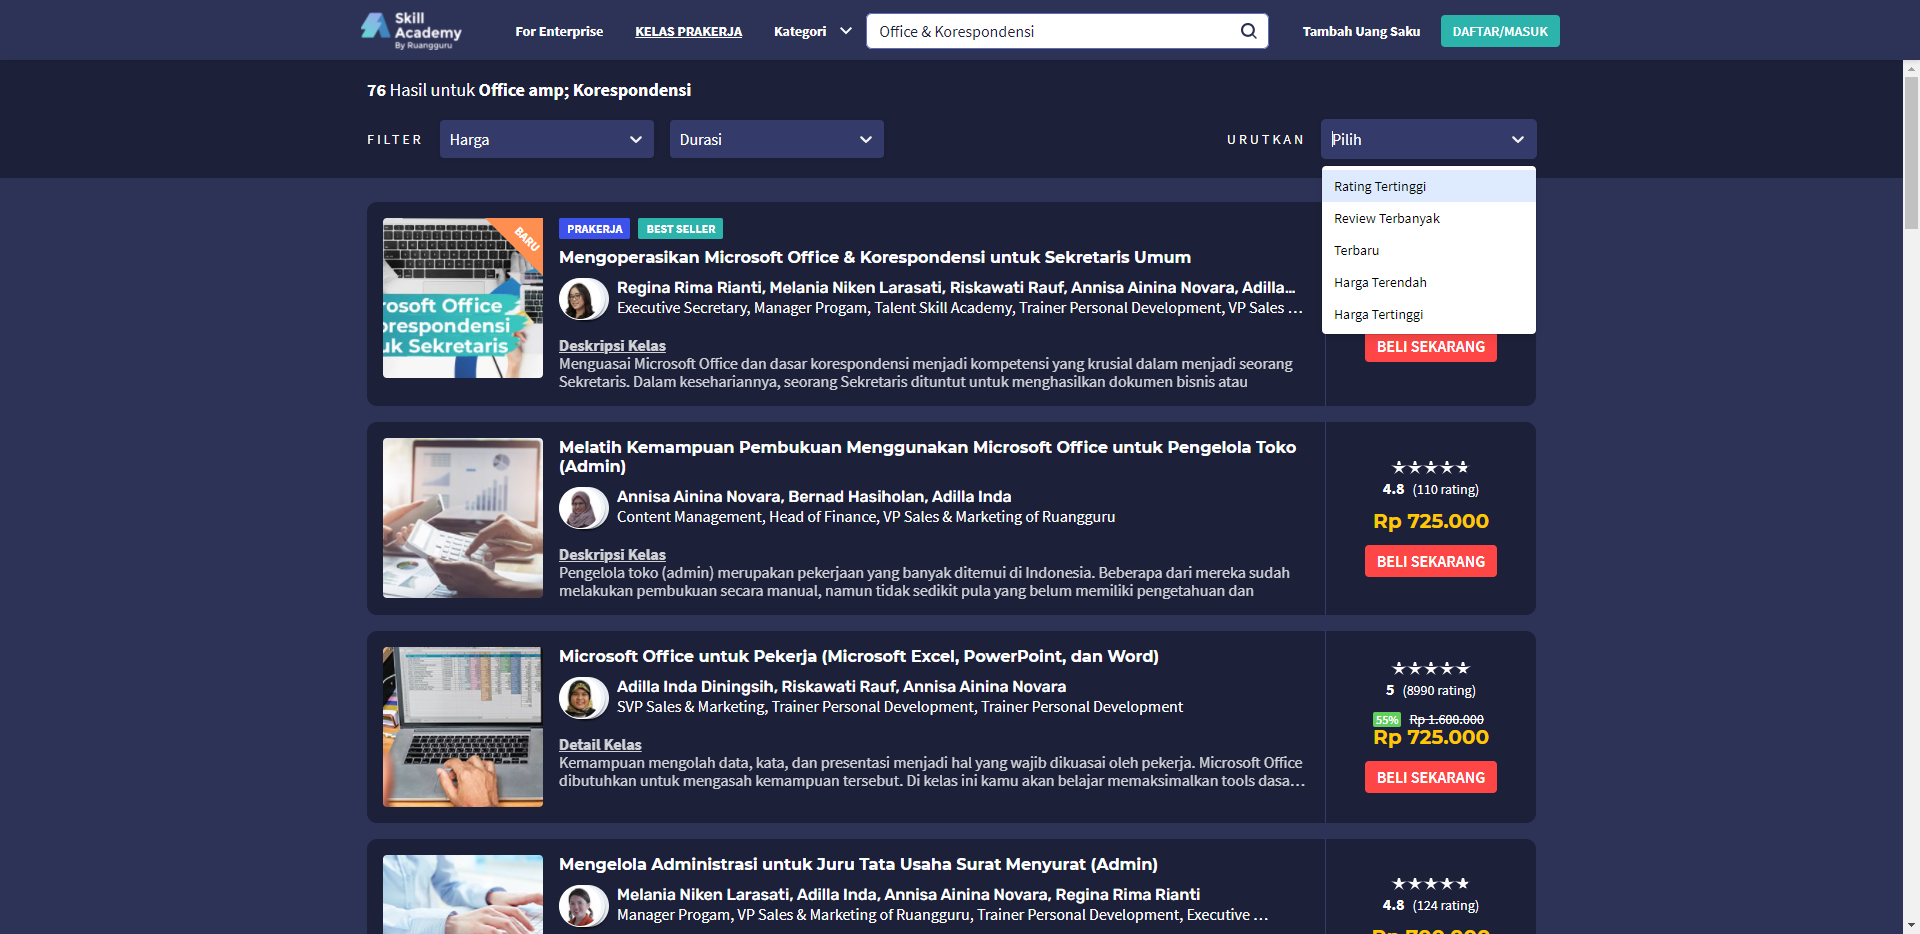 Skill
Academy
By Ruangguru
For Enterprise
KELAS PRAKERJA
Kategori
Office & Korespondensi
Tambah Uang Saku
DAFTAR/MASUK
76 Hasil untuk Office amp; Korespondensi
FILTER
Harga
Durasi
URUTKAN
Pilih
Rating Tertinggi
Review Terbanyak
Terbaru
Harga Terendah
Harga Tertinggi
BARU
rosoft Office
orespondensi
uk Sekretaris
PRAKERJA
BEST SELLER
Mengoperasikan Microsoft Office & Korespondensi untuk Sekretaris Umum
Regina Rima Rianti, Melania Niken Larasati, Riskawati Rauf, Annisa Ainina Novara, Adilla...
Executive Secretary, Manager Progam, Talent Skill Academy, Trainer Personal Development, VP Sales ...
Deskripsi Kelas
Menguasai Microsoft Office dan dasar korespondensi menjadi kompetensi yang krusial dalam menjadi seorang
Sekretaris. Dalam kesehariannya, seorang Sekretaris dituntut untuk menghasilkan dokumen bisnis atau
BELI SEKARANG
Melatih Kemampuan Pembukuan Menggunakan Microsoft Office untuk Pengelola Toko
(Admin)
Annisa Ainina Novara, Bernad Hasiholan, Adilla Inda
Content Management, Head of Finance, VP Sales & Marketing of Ruangguru
Deskripsi Kelas
Pengelola toko (admin) merupakan pekerjaan yang banyak ditemui di Indonesia. Beberapa dari mereka sudah
melakukan pembukuan secara manual, namun tidak sedikit pula yang belum memiliki pengetahuan dan
4.8 (110 rating)
Rp 725.000
BELI SEKARANG
Microsoft Office untuk Pekerja (Microsoft Excel, PowerPoint, dan Word)
Adilla Inda Diningsih, Riskawati Rauf, Annisa Ainina Novara
SVP Sales & Marketing, Trainer Personal Development, Trainer Personal Development
Detail Kelas
Kemampuan mengolah data, kata, dan presentasi menjadi hal yang wajib dikuasai oleh pekerja. Microsoft Office
dibutuhkan untuk mengasah kemampuan tersebut. Di kelas ini kamu akan belajar memaksimalkan tools dasa...
5 (8990 rating)
55% Rp 1.600.000
Rp 725.000
BELI SEKARANG
Mengelola Administrasi untuk Juru Tata Usaha Surat Menyurat (Admin)
Melania Niken Larasati, Adilla Inda, Annisa Ainina Novara, Regina Rima Rianti
Manager Progam, VP Sales & Marketing of Ruangguru, Trainer Personal Development, Executive ...
4.8 (124 rating)